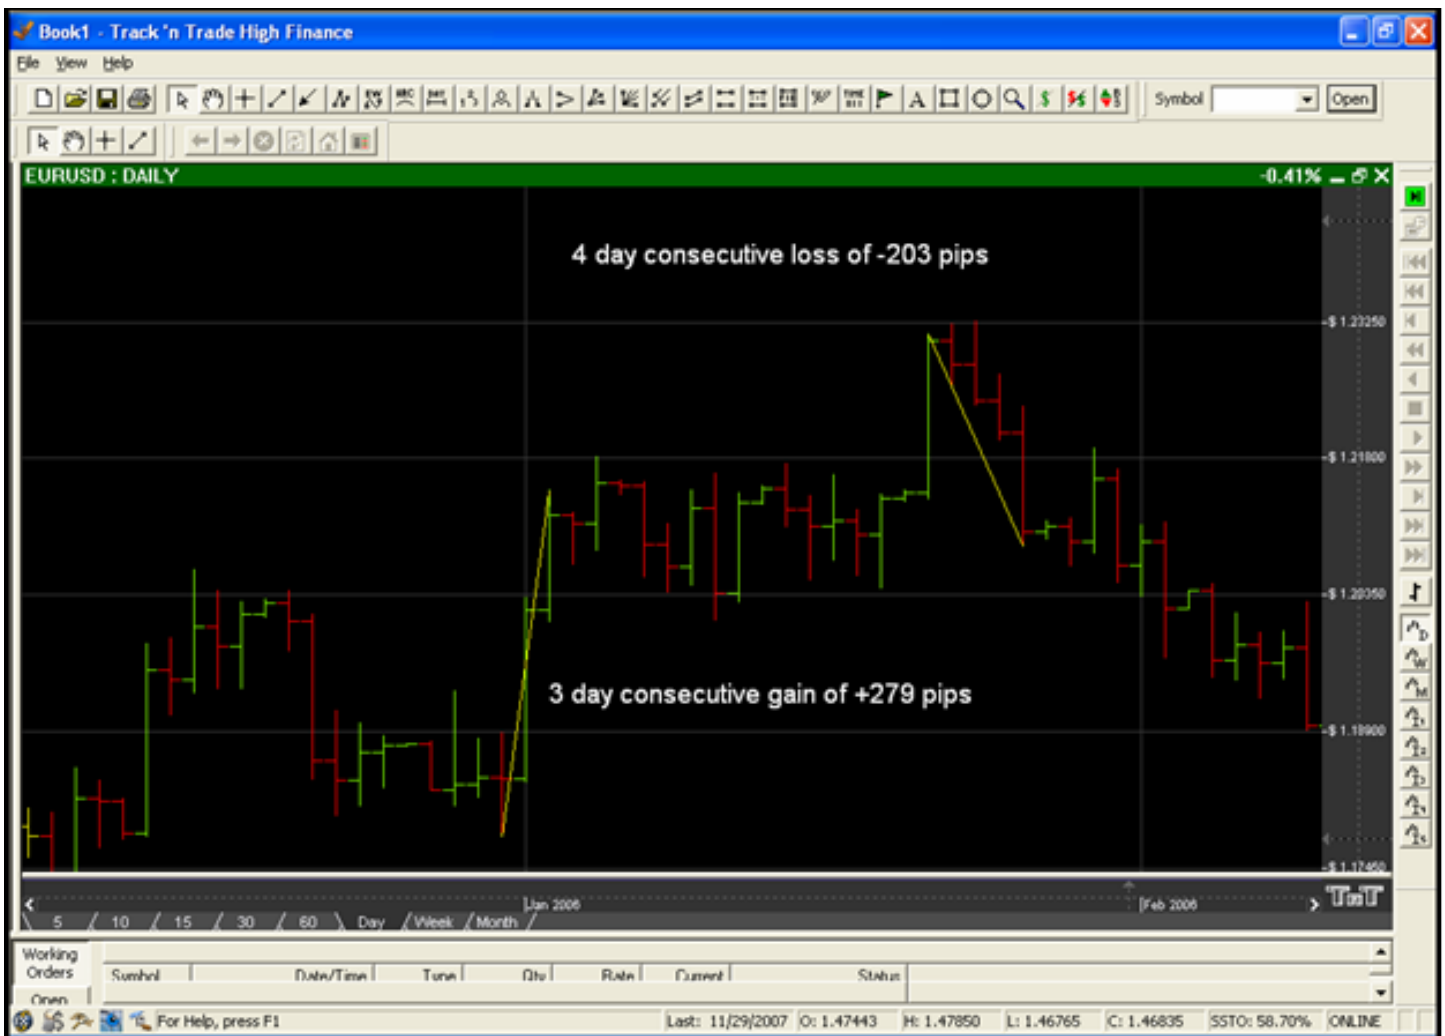 Book1 - Track 'n Trade High Finance
File View Help
Symbol Open
EURUSD : DAILY -0.41%
4 day consecutive loss of -203 pips
$ 1.23250
$ 1.21800
$ 1.20350
3 day consecutive gain of +279 pips
$ 1.18900
$ 1.17450
Jan 2006 Feb 2006
TnT
5 10 15 30 60 Day Week Month
Working
Orders
Symbol Date/Time Type Qty Rate Current Status
Open
For Help, press F1 Last: 11/29/2007 O: 1.47443 H: 1.47850 L: 1.46765 C: 1.46835 SSTO: 58.70% ONLINE